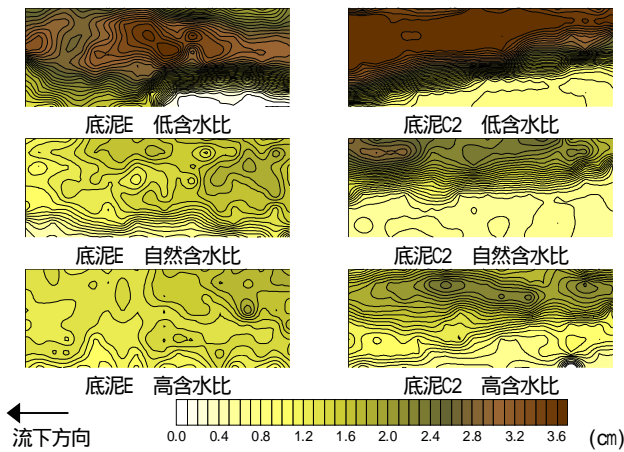 底泥E 低含水比
底泥C2 低含水比
底泥E 自然含水比
底泥C2 自然含水比
底泥E 高含水比
底泥C2 高含水比
流下方向
0.0 0.4 0.8 1.2 1.6 2.0 2.4 2.8 3.2 3.6
(cm)